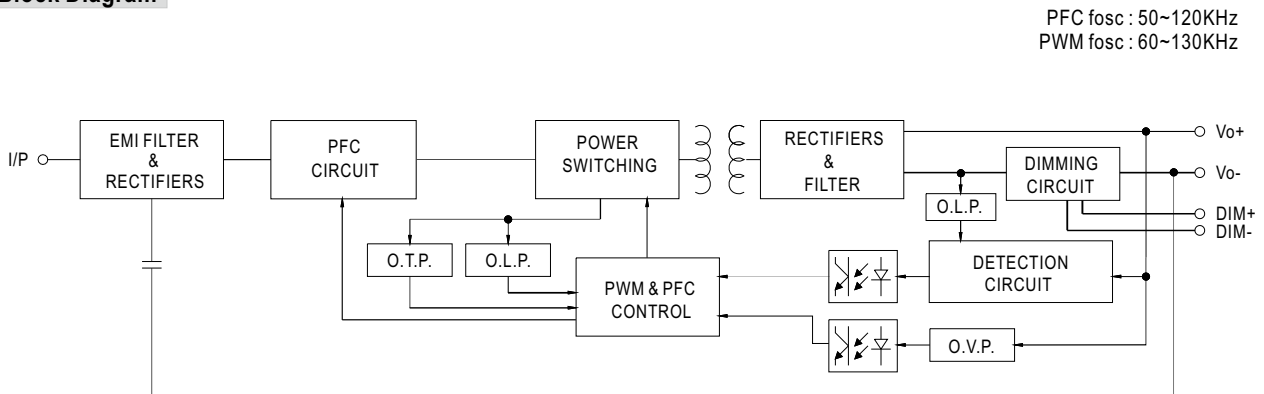 Block Diagram
PFC fosc : 50~120KHz
PWM fosc : 60~130KHz
I/P
EMI FILTER
&
RECTIFIERS
PFC
CIRCUIT
POWER
SWITCHING
RECTIFIERS
&
FILTER
DIMMING
CIRCUIT
Vo+
Vo-
DIM+
DIM-
O.L.P.
O.T.P.
O.L.P.
PWM & PFC
CONTROL
DETECTION
CIRCUIT
O.V.P.